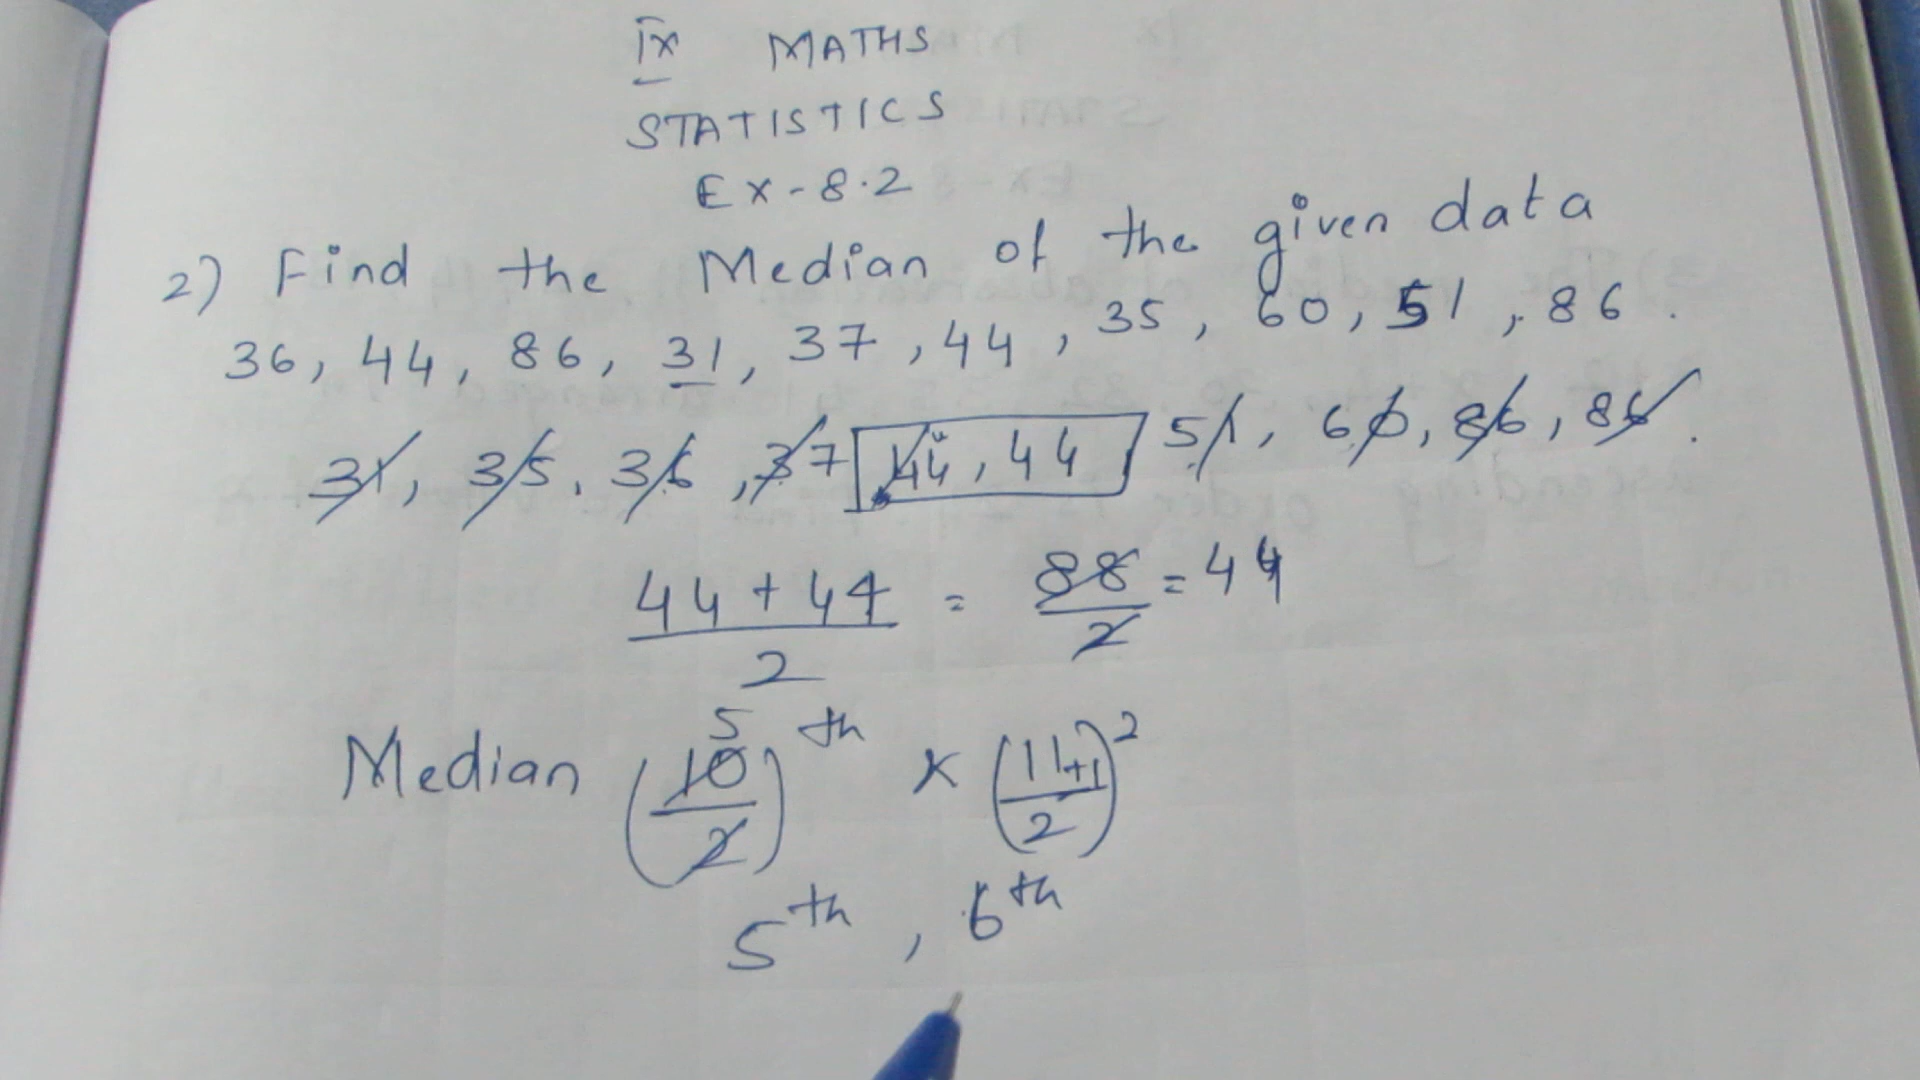 IX MATHS
STATISTICS
EX-8.2
2) Find the Median of the given data
36, 44, 86, 31, 37, 44, 35, 60, 51, 86.
31, 35, 36, 37 44, 44 51, 60, 86, 86.
44+44/2 = 88/2 = 44
Median (10/2)th 5 × (11+1/2)2
5th, 6th